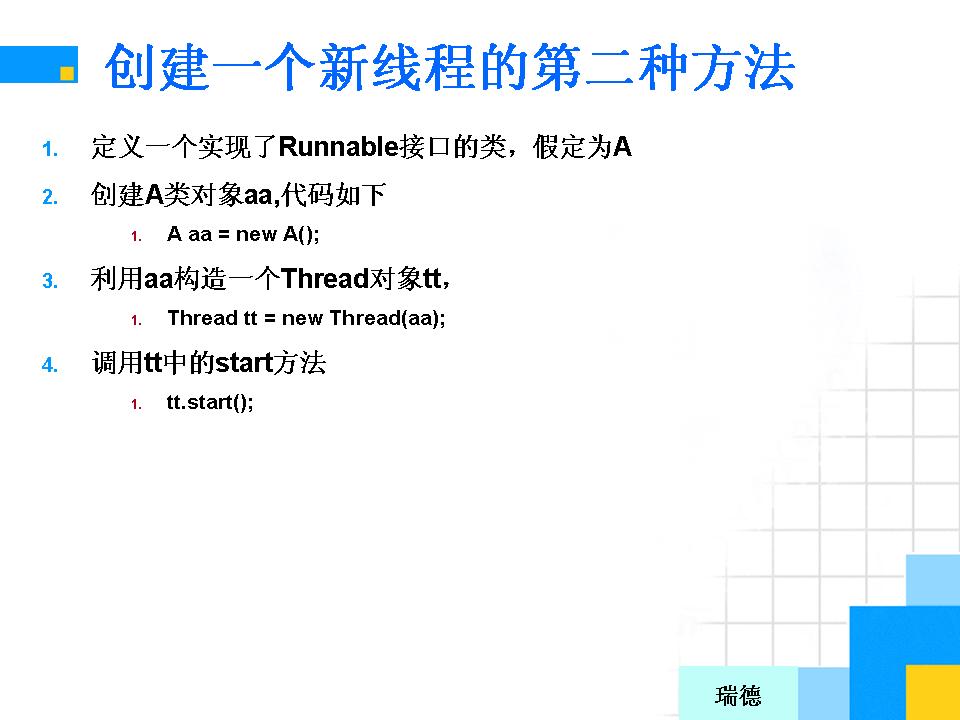 创建一个新线程的第二种方法
1. 定义一个实现了Runnable接口的类，假定为A
2. 创建A类对象aa,代码如下
1. A aa = new A();
3. 利用aa构造一个Thread对象tt，
1. Thread tt = new Thread(aa);
4. 调用tt中的start方法
1. tt.start();
瑞德